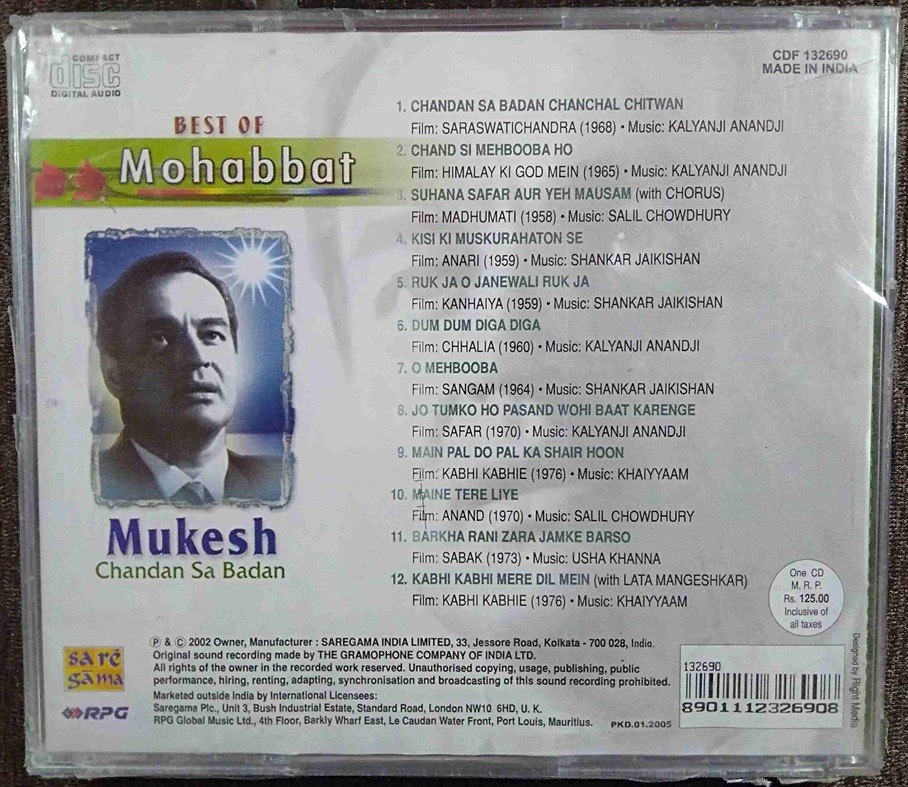 COMPACT
disc
DIGITAL AUDIO
CDF 132690
MADE IN INDIA
BEST OF
Mohabbat
Mukesh
Chandan Sa Badan
1. CHANDAN SA BADAN CHANCHAL CHITWAN
Film: SARASWATICHANDRA (1968) • Music: KALYANJI ANANDJI
2. CHAND SI MEHBOOBA HO
Film: HIMALAY KI GOD MEIN (1965) • Music: KALYANJI ANANDJI
3. SUHANA SAFAR AUR YEH MAUSAM (with CHORUS)
Film: MADHUMATI (1958) • Music: SALIL CHOWDHURY
4. KISI KI MUSKURAHATON SE
Film: ANARI (1959) • Music: SHANKAR JAIKISHAN
5. RUK JA O JANEWALI RUK JA
Film: KANHAIYA (1959) • Music: SHANKAR JAIKISHAN
6. DUM DUM DIGA DIGA
Film: CHHALIA (1960) • Music: KALYANJI ANANDJI
7. O MEHBOOBA
Film: SANGAM (1964) • Music: SHANKAR JAIKISHAN
8. JO TUMKO HO PASAND WOHI BAAT KARENGE
Film: SAFAR (1970) • Music: KALYANJI ANANDJI
9. MAIN PAL DO PAL KA SHAIR HOON
Film: KABHI KABHIE (1976) • Music: KHAIYYAAM
10. MAINE TERE LIYE
Film: ANAND (1970) • Music: SALIL CHOWDHURY
11. BARKHA RANI ZARA JAMKE BARSO
Film: SABAK (1973) • Music: USHA KHANNA
12. KABHI KABHI MERE DIL MEIN (with LATA MANGESHKAR)
Film: KABHI KABHIE (1976) • Music: KHAIYYAAM
One CD
M. R. P.
Rs. 125.00
Inclusive of
all taxes
sa rē
gā ma
RPG
℗ & © 2002 Owner, Manufacturer : SAREGAMA INDIA LIMITED, 33, Jessore Road, Kolkata - 700 028, India.
Original sound recording made by THE GRAMOPHONE COMPANY OF INDIA LTD.
All rights of the owner in the recorded work reserved. Unauthorised copying, usage, publishing, public
performance, hiring, renting, adapting, synchronisation and broadcasting of this sound recording prohibited.
Marketed outside India by International Licensees:
Saregama Plc., Unit 3, Bush Industrial Estate, Standard Road, London NW10 6HD, U. K.
RPG Global Music Ltd., 4th Floor, Barkly Wharf East, Le Caudan Water Front, Port Louis, Mauritius.
PKD.01.2005
132690
8901112326908
Designed by Right Media